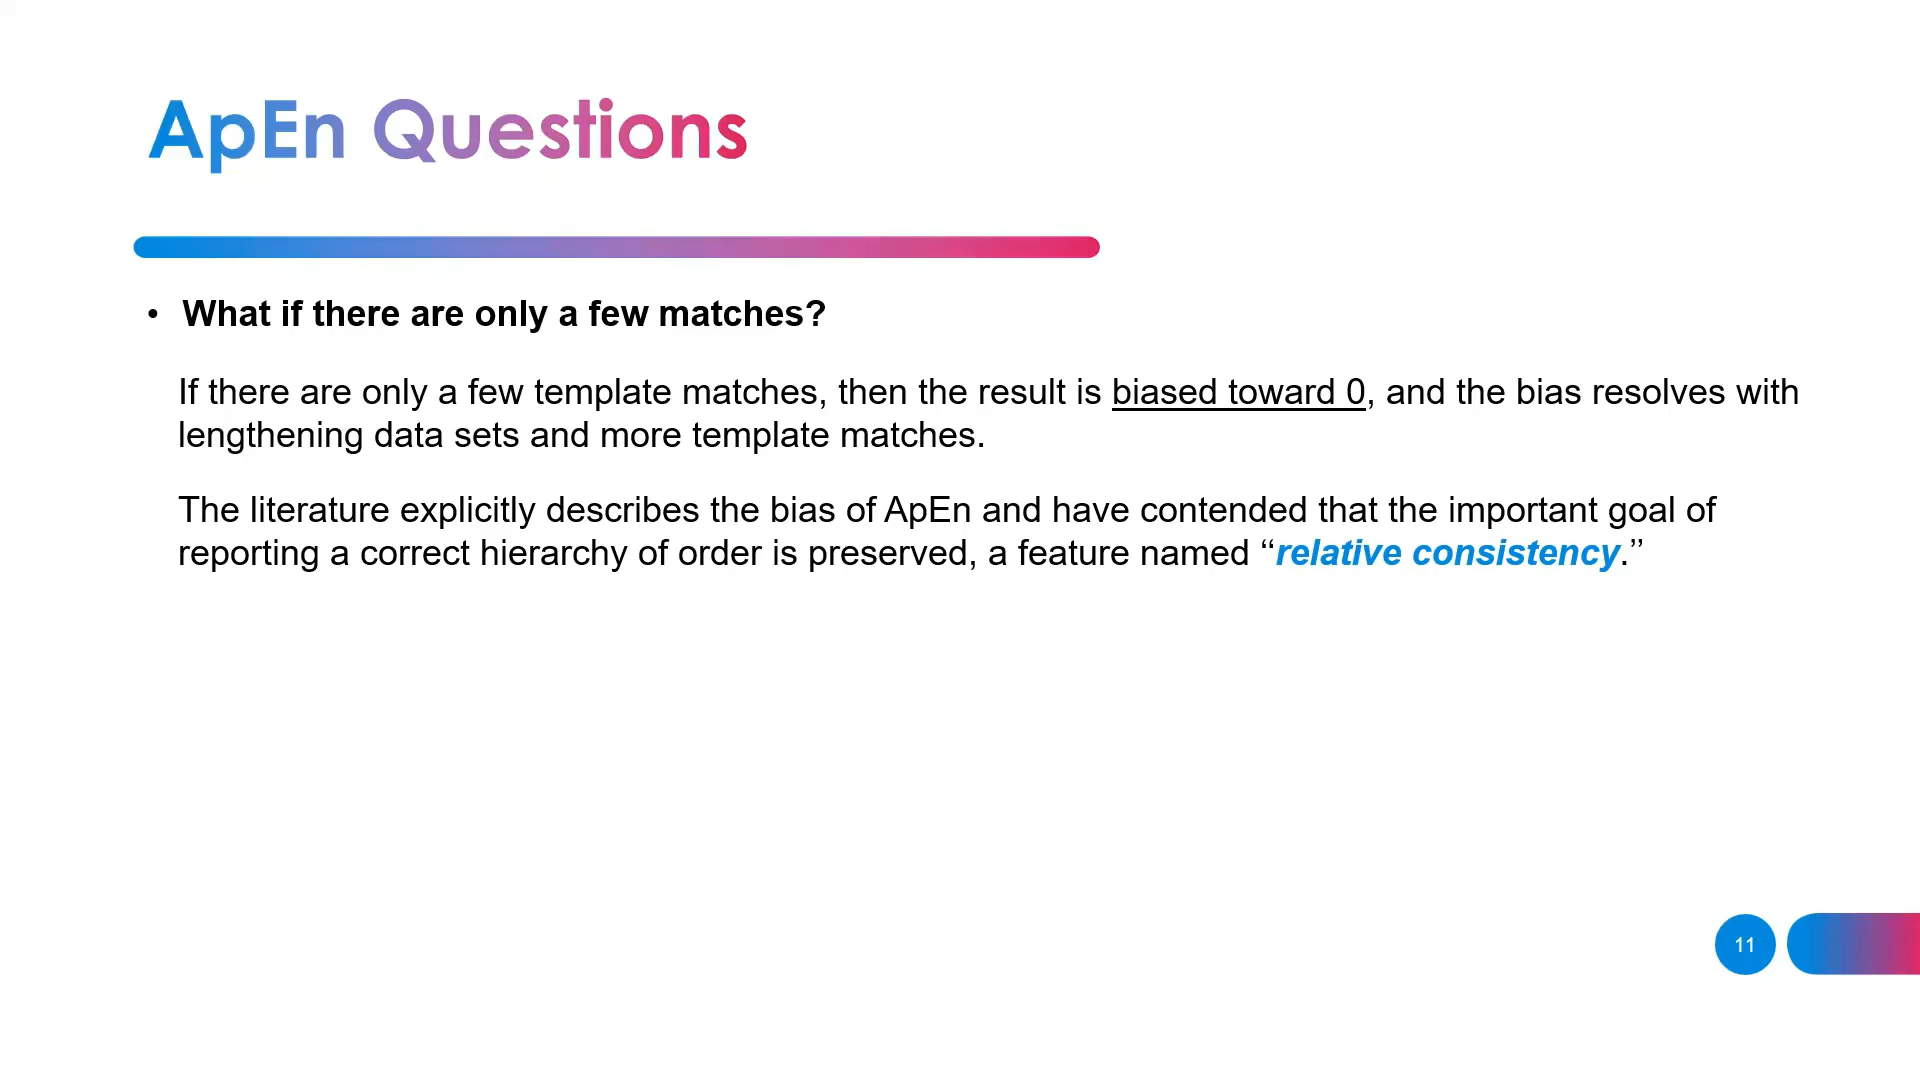 ApEn Questions
• What if there are only a few matches?
If there are only a few template matches, then the result is biased toward 0, and the bias resolves with
lengthening data sets and more template matches.
The literature explicitly describes the bias of ApEn and have contended that the important goal of
reporting a correct hierarchy of order is preserved, a feature named “relative consistency.’’
11